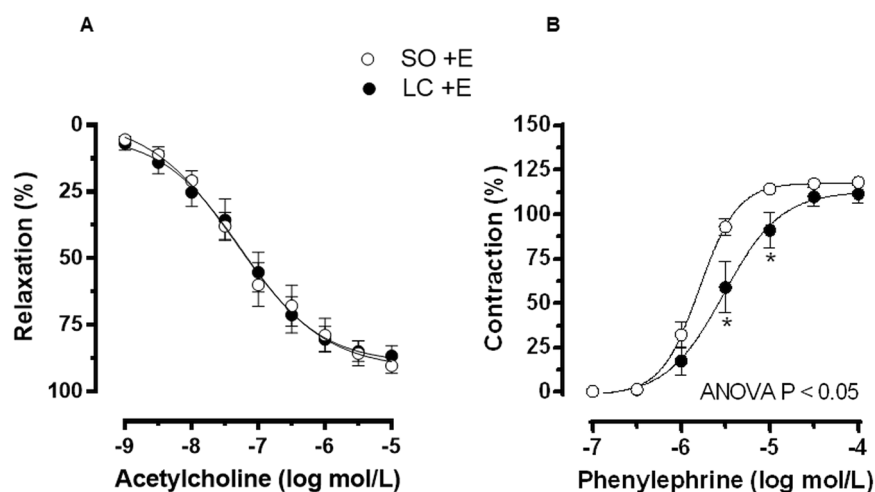 A
B
SO +E
LC +E
Relaxation (%)
0
25
50
75
100
-9 -8 -7 -6 -5
Acetylcholine (log mol/L)
Contraction (%)
150
125
100
75
50
25
0
*
*
ANOVA P < 0.05
-7 -6 -5 -4
Phenylephrine (log mol/L)